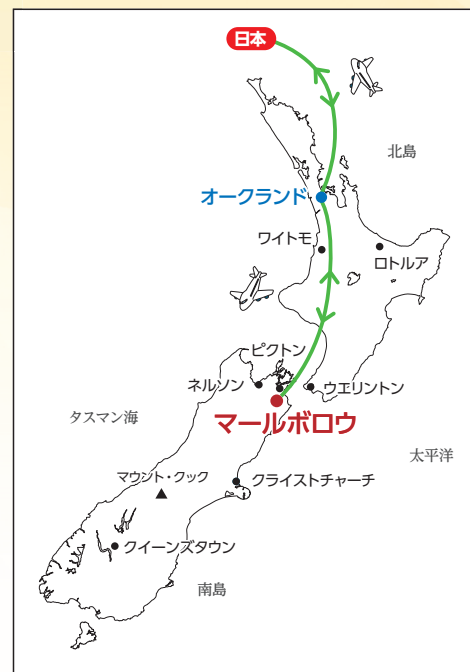 日本
北島
オークランド
ワイトモ
ロトルア
ピクトン
ネルソン
ウエリントン
マールボロウ
タスマン海
太平洋
マウント・クック
クライストチャーチ
クイーンズタウン
南島